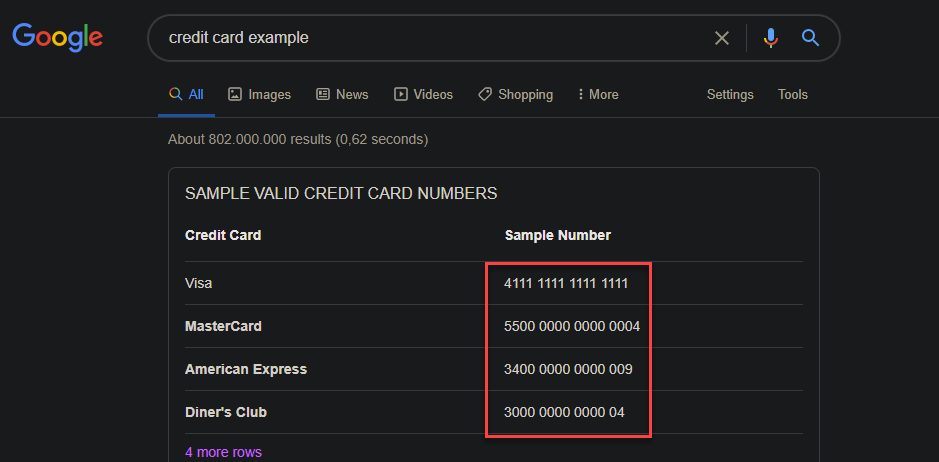 Google
credit card example
All Images News Videos Shopping More Settings Tools
About 802.000.000 results (0,62 seconds)
SAMPLE VALID CREDIT CARD NUMBERS
Credit Card Sample Number
Visa 4111 1111 1111 1111
MasterCard 5500 0000 0000 0004
American Express 3400 0000 0000 009
Diner's Club 3000 0000 0000 04
4 more rows